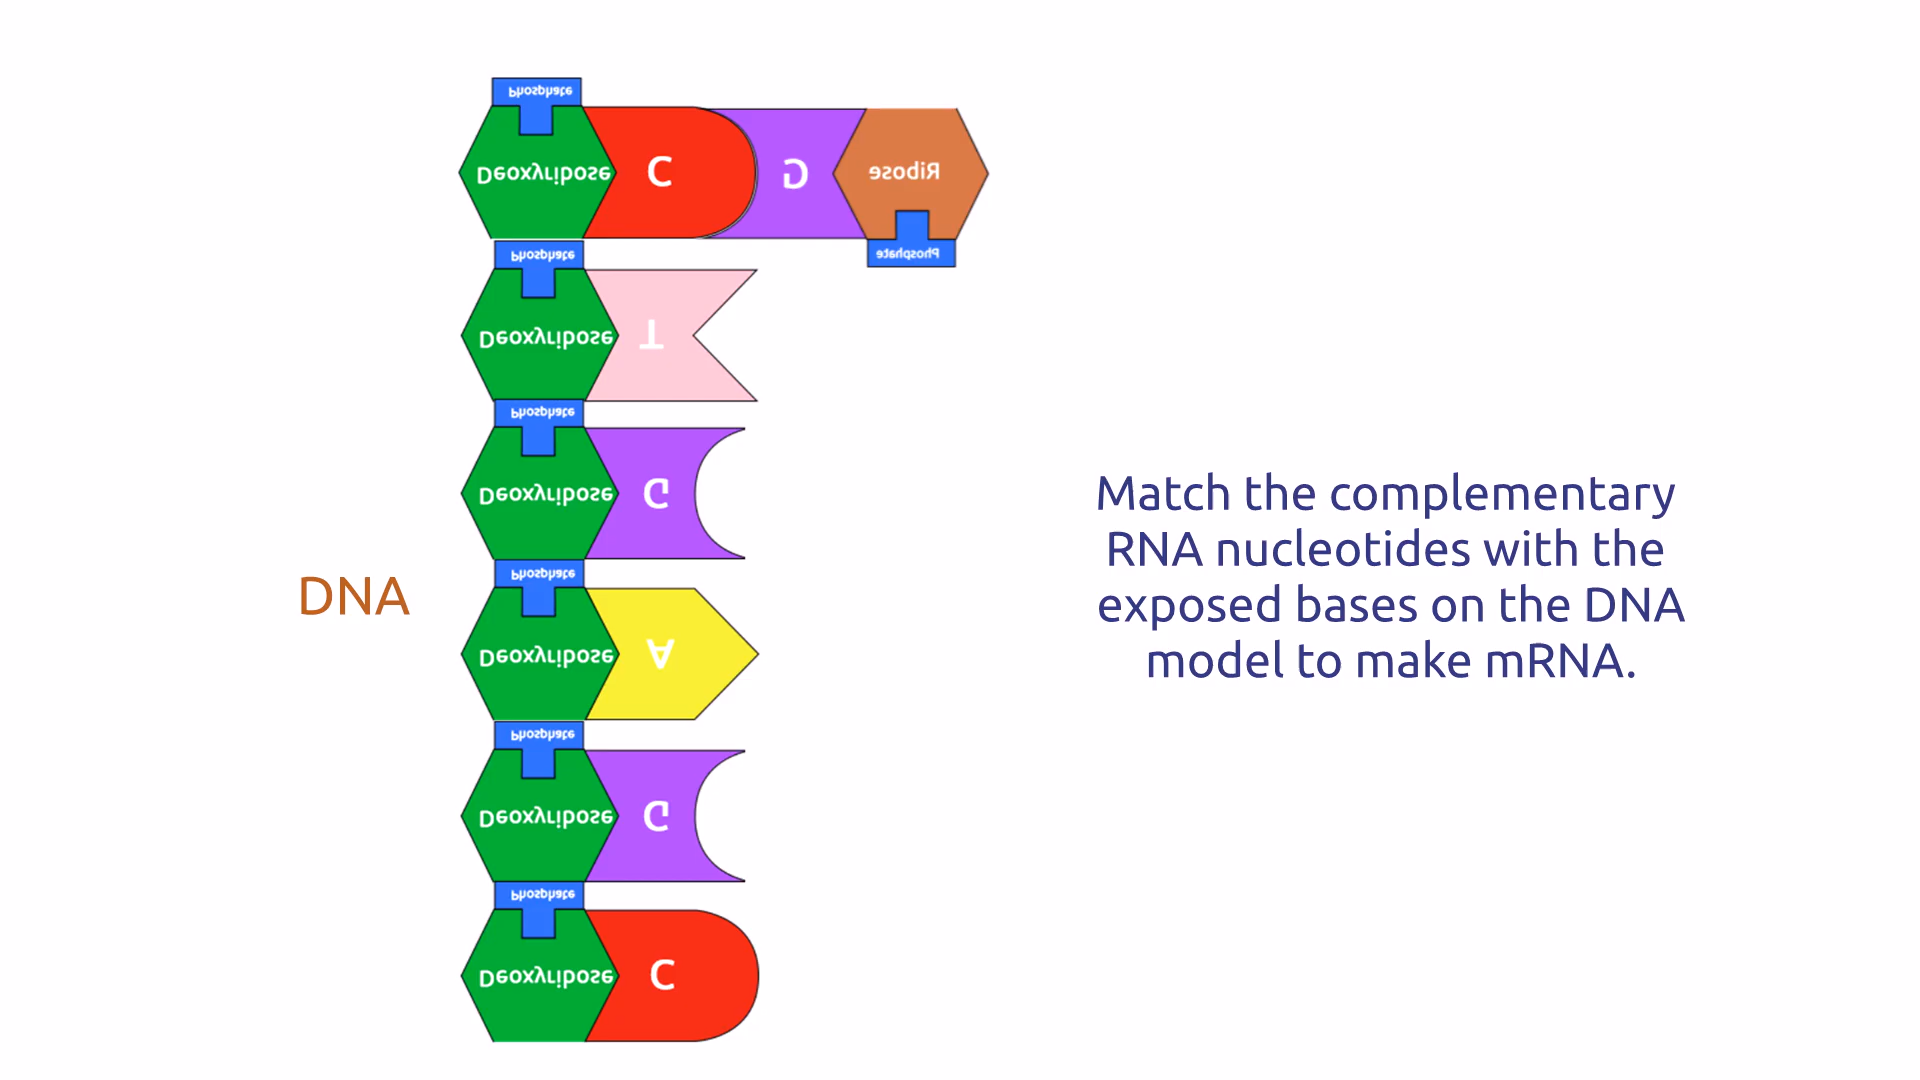 Phosphate
Deoxyribose C G Ribose
Phosphate Phosphate
Deoxyribose T
Phosphate
Deoxyribose G
Phosphate
Deoxyribose A
Phosphate
Deoxyribose G
Phosphate
Deoxyribose C
DNA
Match the complementary
RNA nucleotides with the
exposed bases on the DNA
model to make mRNA.